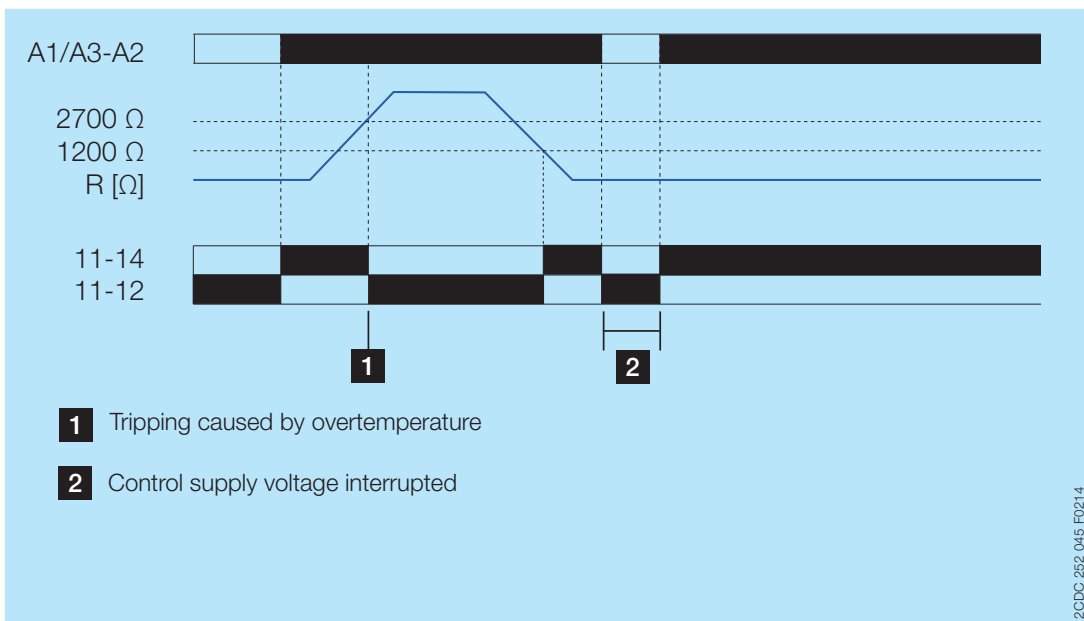 A1/A3-A2
2700 Ω
1200 Ω
R [Ω]
11-14
11-12
1
2
1 Tripping caused by overtemperature
2 Control supply voltage interrupted
2CDC 252 045 F0214